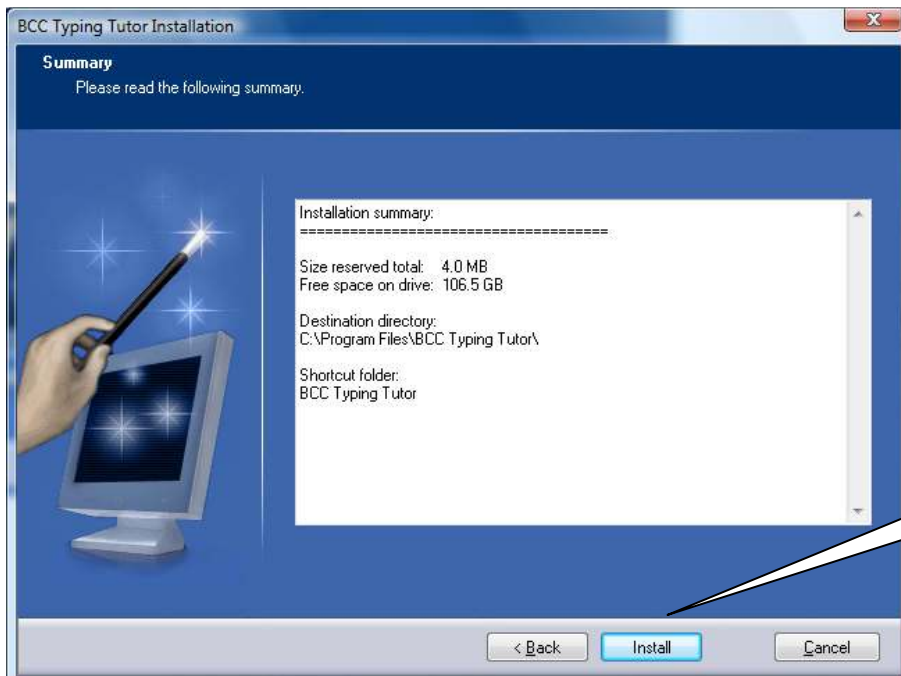 BCC Typing Tutor Installation
Summary
Please read the following summary.
Installation summary:
=====================================
Size reserved total: 4.0 MB
Free space on drive: 106.5 GB
Destination directory:
C:\Program Files\BCC Typing Tutor\
Shortcut folder:
BCC Typing Tutor
< Back Install Cancel